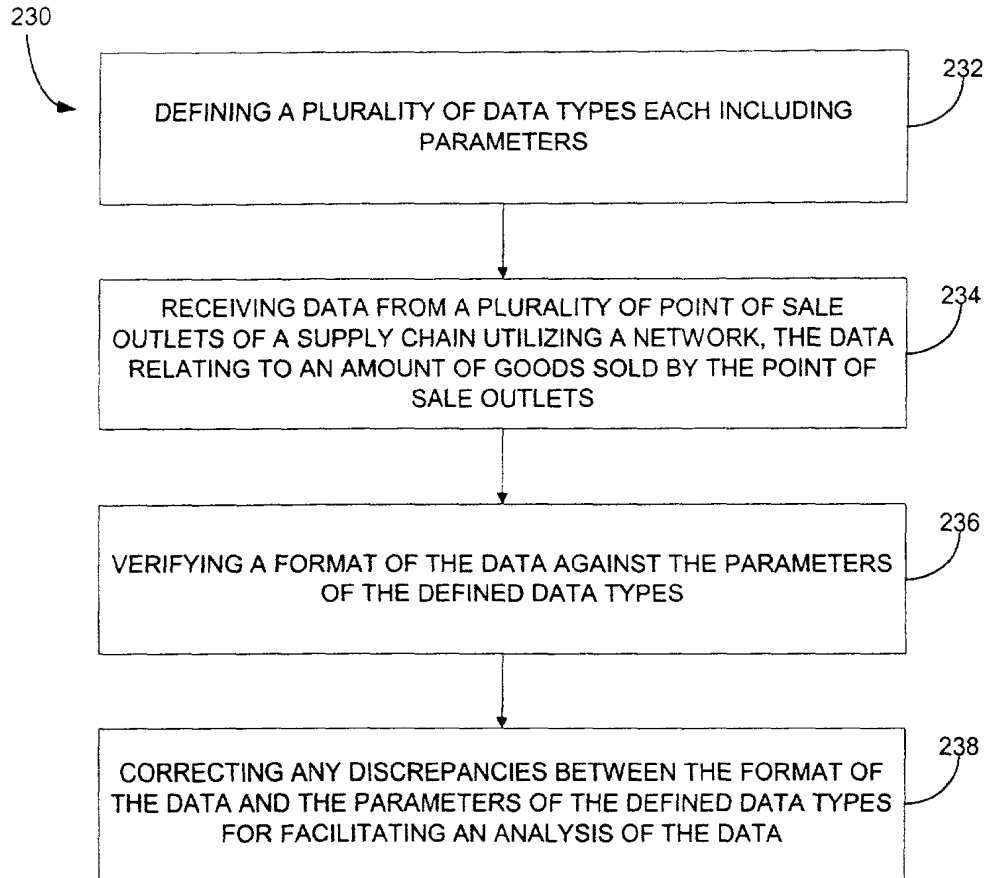 230
232
DEFINING A PLURALITY OF DATA TYPES EACH INCLUDING
PARAMETERS
234
RECEIVING DATA FROM A PLURALITY OF POINT OF SALE
OUTLETS OF A SUPPLY CHAIN UTILIZING A NETWORK, THE DATA
RELATING TO AN AMOUNT OF GOODS SOLD BY THE POINT OF
SALE OUTLETS
236
VERIFYING A FORMAT OF THE DATA AGAINST THE PARAMETERS
OF THE DEFINED DATA TYPES
238
CORRECTING ANY DISCREPANCIES BETWEEN THE FORMAT OF
THE DATA AND THE PARAMETERS OF THE DEFINED DATA TYPES
FOR FACILITATING AN ANALYSIS OF THE DATA